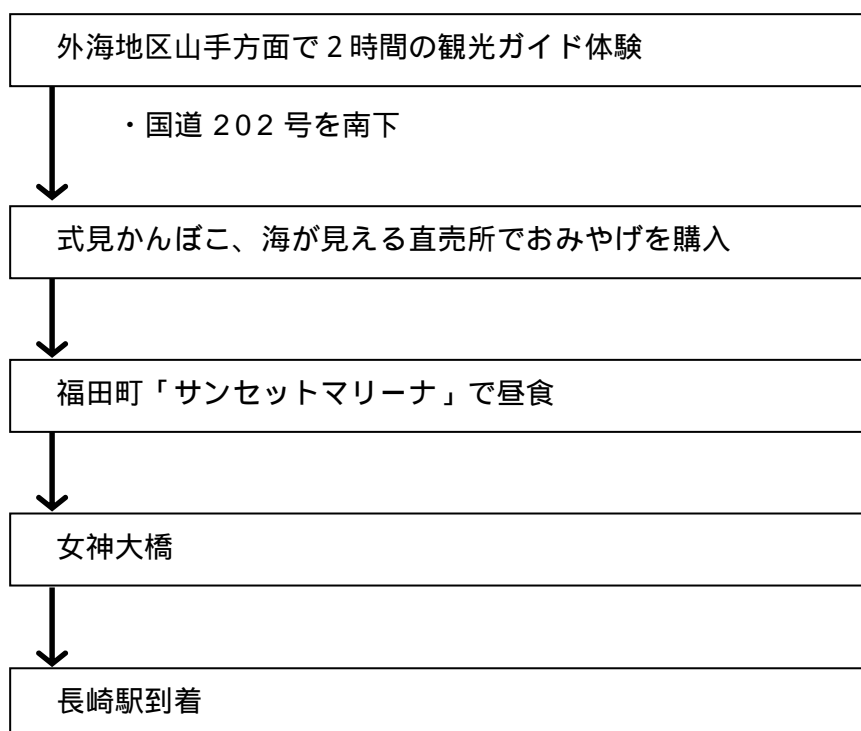 外海地区山手方面で2時間の観光ガイド体験
・国道 202 号を南下
式見かんぼこ、海が見える直売所でおみやげを購入
福田町「サンセットマリーナ」で昼食
女神大橋
長崎駅到着